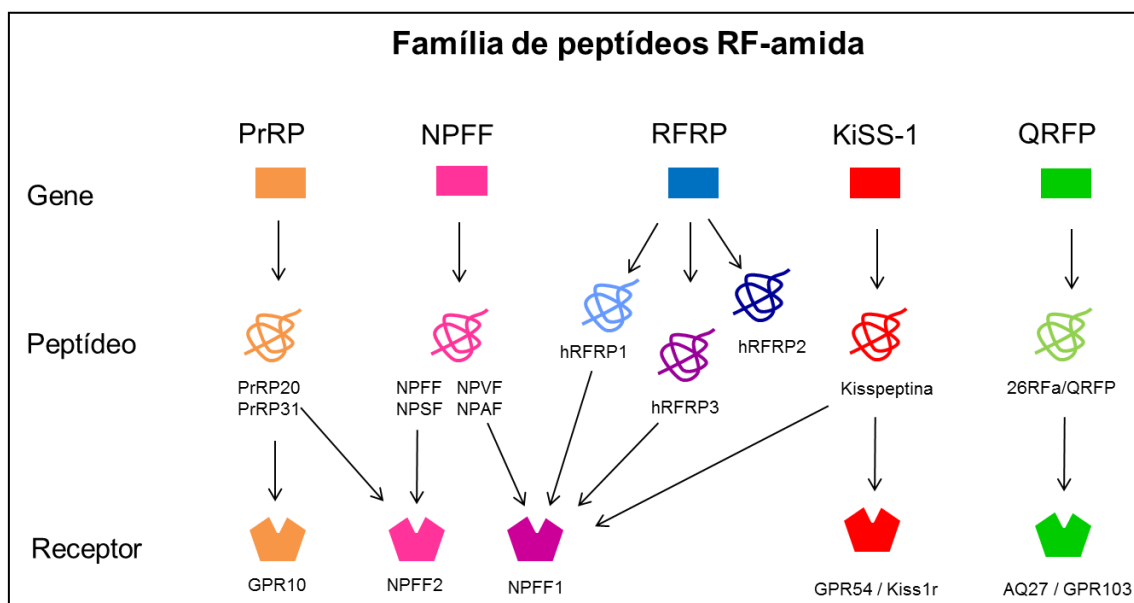 Família de peptídeos RF-amida
PrRP NPFF RFRP KiSS-1 QRFP
Gene
Peptídeo
hRFRP1 hRFRP2
PrRP20 NPFF NPVF Kisspeptina 26RFa/QRFP
PrRP31 NPSF NPAF hRFRP3
Receptor
GPR10 NPFF2 NPFF1 GPR54 / Kiss1r AQ27 / GPR103